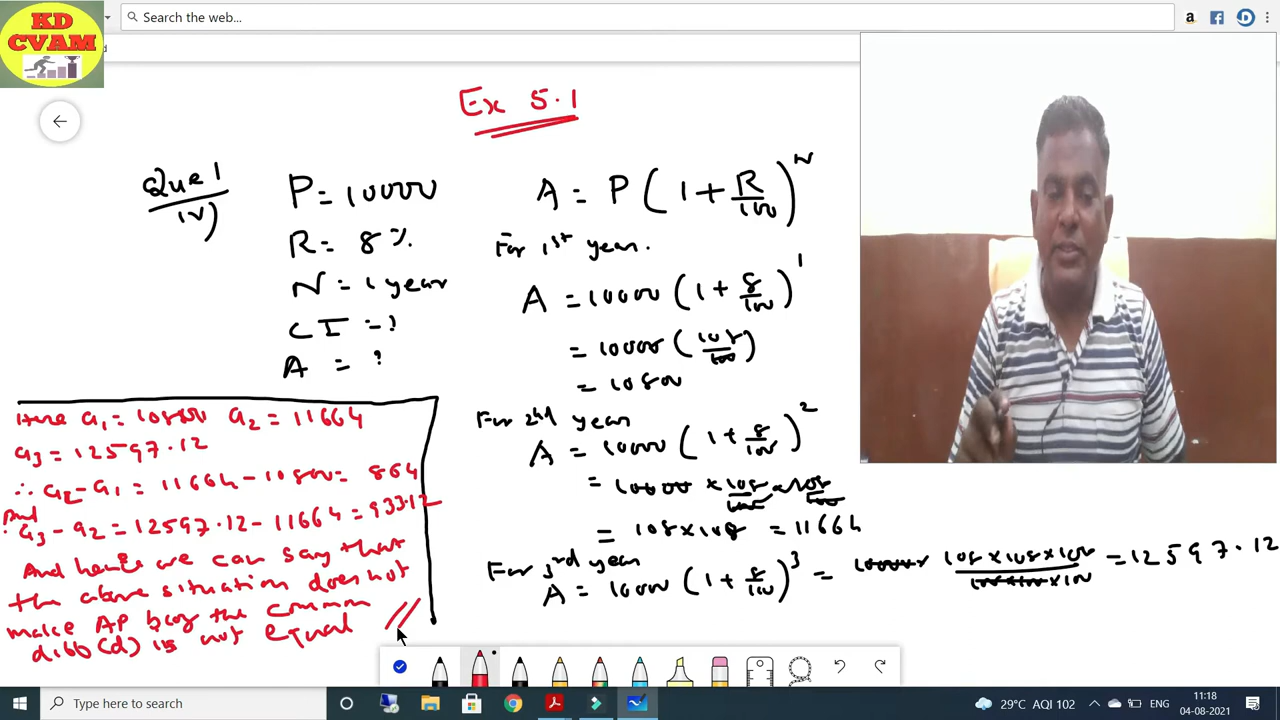 KD
CVAM
Search the web...
Ex 5.1
Que 1
iv)
P = 10000
R = 8 %.
N = 1 year
CI = ?
A = ?
A = P ( 1 + R/100 )^N
For 1st year.
A = 10000 ( 1 + 8/100 )^1
= 10000 ( 108/100 )
= 10800
For 2nd year
A = 10000 ( 1 + 8/100 )^2
= 10000 × 108/100 × 108/100
= 108 × 108 = 11664
For 3rd year
A = 10000 ( 1 + 8/100 )^3 = 10000 × 108 × 108 × 108 / 100 × 100 × 100 = 12597.12
Here a1 = 10800 a2 = 11664
a3 = 12597.12
∴ a2 - a1 = 11664 - 10800 = 864
And
a3 - a2 = 12597.12 - 11664 = 933.12
And hence we can say that
the above situation does not
make AP b/coz the common
diff (d) is not equal //
Type here to search
29°C AQI 102
ENG
11:18
04-08-2021